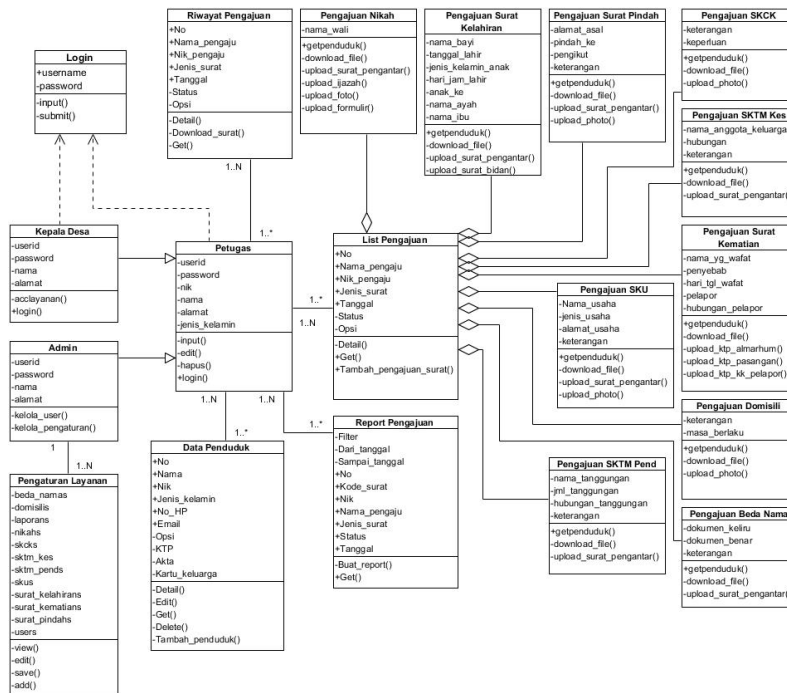 Login
+username
-password
-input()
-submit()
Riwayat Pengajuan
+No
+Nama_pengaju
+Nik_pengaju
+Jenis_surat
+Tanggal
-Status
-Opsi
-Detail()
-Download_surat()
-Get()
Pengajuan Nikah
-nama_wali
+getpenduduk()
-download_file()
-upload_surat_pengantar()
-upload_ijazah()
-upload_foto()
-upload_formulir()
Pengajuan Surat
Kelahiran
-nama_bayi
-tanggal_lahir
-jenis_kelamin_anak
-hari_jam_lahir
-anak_ke
-nama_ayah
-nama_ibu
+getpenduduk()
-download_file()
-upload_surat_pengantar()
-upload_surat_bidan()
Pengajuan Surat Pindah
-alamat_asal
-pindah_ke
-pengikut
-keterangan
+getpenduduk()
-download_file()
-upload_surat_pengantar()
-upload_photo()
Pengajuan SKCK
-keterangan
-keperluan
+getpenduduk()
-download_file()
-upload_photo()
Pengajuan SKTM Kes
-nama_anggota_keluarga
-hubungan
-keterangan
+getpenduduk()
-download_file()
-upload_surat_pengantar()
1..N
1..*
Kepala Desa
-userid
-password
-nama
-alamat
-acclayanan()
+login()
Petugas
-userid
-password
-nik
-nama
-alamat
-jenis_kelamin
-input()
-edit()
-hapus()
+login()
1..*
1..N
List Pengajuan
+No
+Nama_pengaju
-Nik_pengaju
+Jenis_surat
+Tanggal
-Status
-Opsi
-Detail()
+Get()
+Tambah_pengajuan_surat()
Pengajuan Surat
Kematian
-nama_yg_wafat
-penyebab
-hari_tgl_wafat
-pelapor
-hubungan_pelapor
+getpenduduk()
-download_file()
-upload_ktp_almarhum()
-upload_ktp_pasangan()
-upload_ktp_kk_pelapor()
Pengajuan SKU
-Nama_usaha
-jenis_usaha
-alamat_usaha
-keterangan
+getpenduduk()
-download_file()
-upload_surat_pengantar()
-upload_photo()
Admin
-userid
-password
-nama
-alamat
-kelola_user()
-kelola_pengaturan()
1
1..N
1..N
1..*
1..N
1..*
Pengaturan Layanan
-beda_namas
-domisilis
-laporans
-nikahs
-skcks
-sktm_kes
-sktm_pends
-skus
-surat_kelahirans
-surat_kematians
-surat_pindahs
-users
-view()
-edit()
-save()
-add()
Data Penduduk
+No
+Nama
+Nik
+Jenis_kelamin
+No_HP
+Email
-Opsi
-KTP
-Akta
-Kartu_keluarga
-Detail()
-Edit()
-Get()
-Delete()
-Tambah_penduduk()
Report Pengajuan
-Filter
-Dari_tanggal
-Sampai_tanggal
+No
+Kode_surat
+Nik
+Nama_pengaju
+Jenis_surat
+Status
+Tanggal
-Buat_report()
+Get()
Pengajuan SKTM Pend
-nama_tanggungan
-jml_tanggungan
-hubungan_tanggungan
-keterangan
+getpenduduk()
-download_file()
-upload_surat_pengantar()
Pengajuan Domisili
-keterangan
-masa_berlaku
+getpenduduk()
-download_file()
-upload_photo()
Pengajuan Beda Nama
-dokumen_keliru
-dokumen_benar
-keterangan
+getpenduduk()
-download_file()
-upload_surat_pengantar()